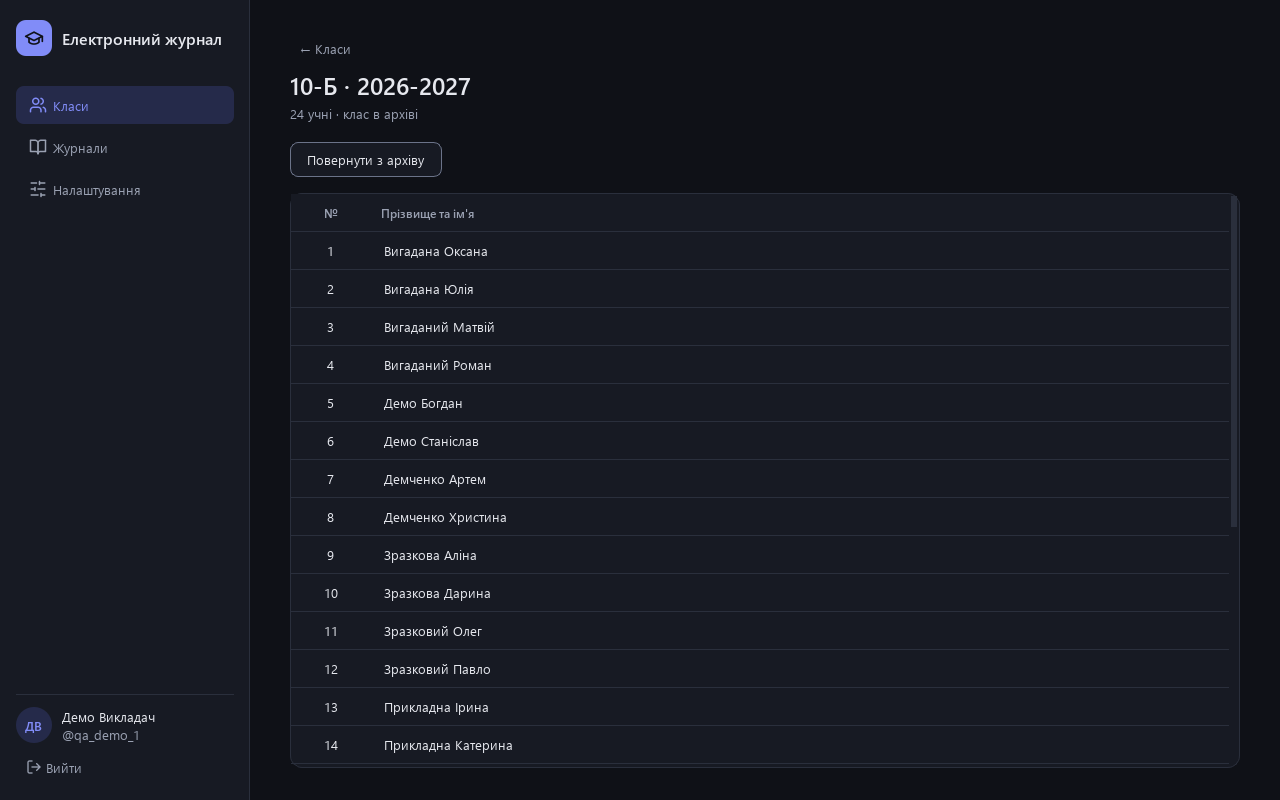 Електронний журнал
Класи
Журнали
Налаштування
Демо Викладач
ДВ
@qa_demo_1
Вийти
← Класи
10-Б · 2026-2027
24 учні · клас в архіві
Повернути з архіву
№ Прізвище та ім'я
1 Вигадана Оксана
2 Вигадана Юлія
3 Вигаданий Матвій
4 Вигаданий Роман
5 Демо Богдан
6 Демо Станіслав
7 Демченко Артем
8 Демченко Христина
9 Зразкова Аліна
10 Зразкова Дарина
11 Зразковий Олег
12 Зразковий Павло
13 Прикладна Ірина
14 Прикладна Катерина